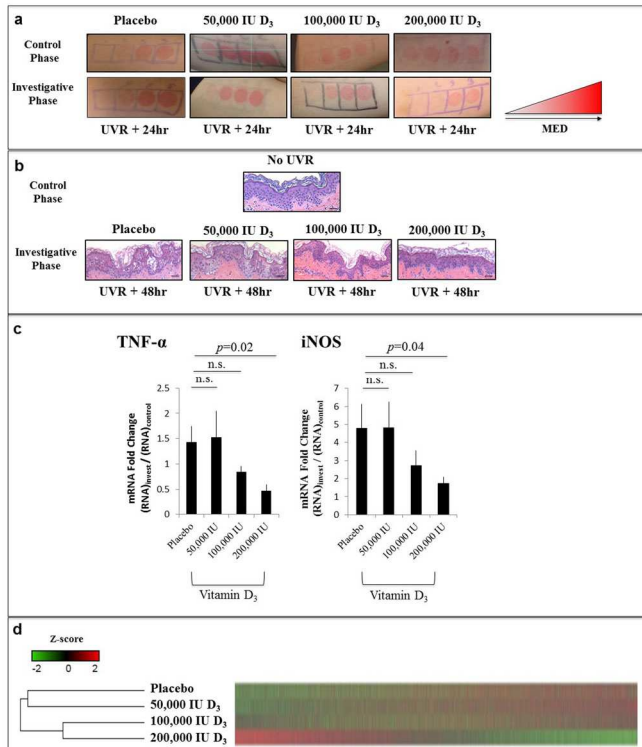 a
Placebo 50,000 IU D3 100,000 IU D3 200,000 IU D3
Control
Phase
Investigative
Phase
UVR + 24hr UVR + 24hr UVR + 24hr UVR + 24hr
MED
b
No UVR
Control
Phase
Placebo 50,000 IU D3 100,000 IU D3 200,000 IU D3
Investigative
Phase
UVR + 48hr UVR + 48hr UVR + 48hr UVR + 48hr
c
TNF-α
p=0.02
n.s.
n.s.
mRNA Fold Change
(RNA)invest / (RNA)control
2.5
2
1.5
1
0.5
0
Placebo
50,000 IU
100,000 IU
200,000 IU
Vitamin D3
iNOS
p=0.04
n.s.
n.s.
mRNA Fold Change
(RNA)invest / (RNA)control
7
6
5
4
3
2
1
0
Placebo
50,000 IU
100,000 IU
200,000 IU
Vitamin D3
d
Z-score
-2 0 2
Placebo
50,000 IU D3
100,000 IU D3
200,000 IU D3